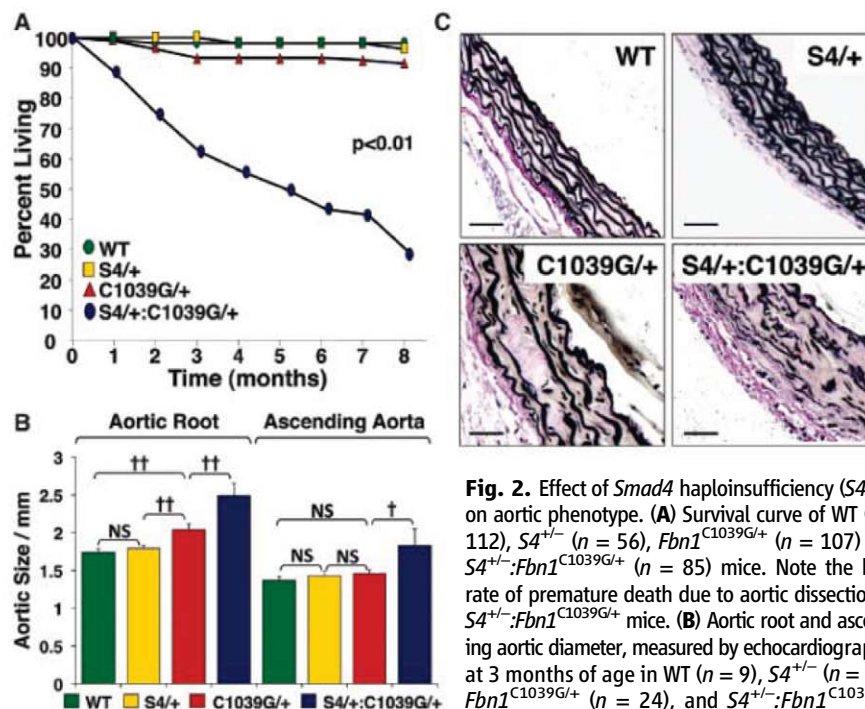 A
100
90
80
70
60
50
40
30
20
10
0
Percent Living
p<0.01
WT
S4/+
C1039G/+
S4/+:C1039G/+
0 1 2 3 4 5 6 7 8
Time (months)
B
Aortic Root Ascending Aorta
3
2.5
2
1.5
1
0.5
0
Aortic Size / mm
†† ††
NS ††
NS †
NS NS
WT S4/+ C1039G/+ S4/+:C1039G/+
C
WT S4/+
C1039G/+ S4/+:C1039G/+
Fig. 2. Effect of Smad4 haploinsufficiency (S4
on aortic phenotype. (A) Survival curve of WT
112), S4+/− (n = 56), Fbn1C1039G/+ (n = 107)
S4+/−:Fbn1C1039G/+ (n = 85) mice. Note the
rate of premature death due to aortic dissectio
S4+/−:Fbn1C1039G/+ mice. (B) Aortic root and asce
ing aortic diameter, measured by echocardiograp
at 3 months of age in WT (n = 9), S4+/− (n =
Fbn1C1039G/+ (n = 24), and S4+/−:Fbn1C103